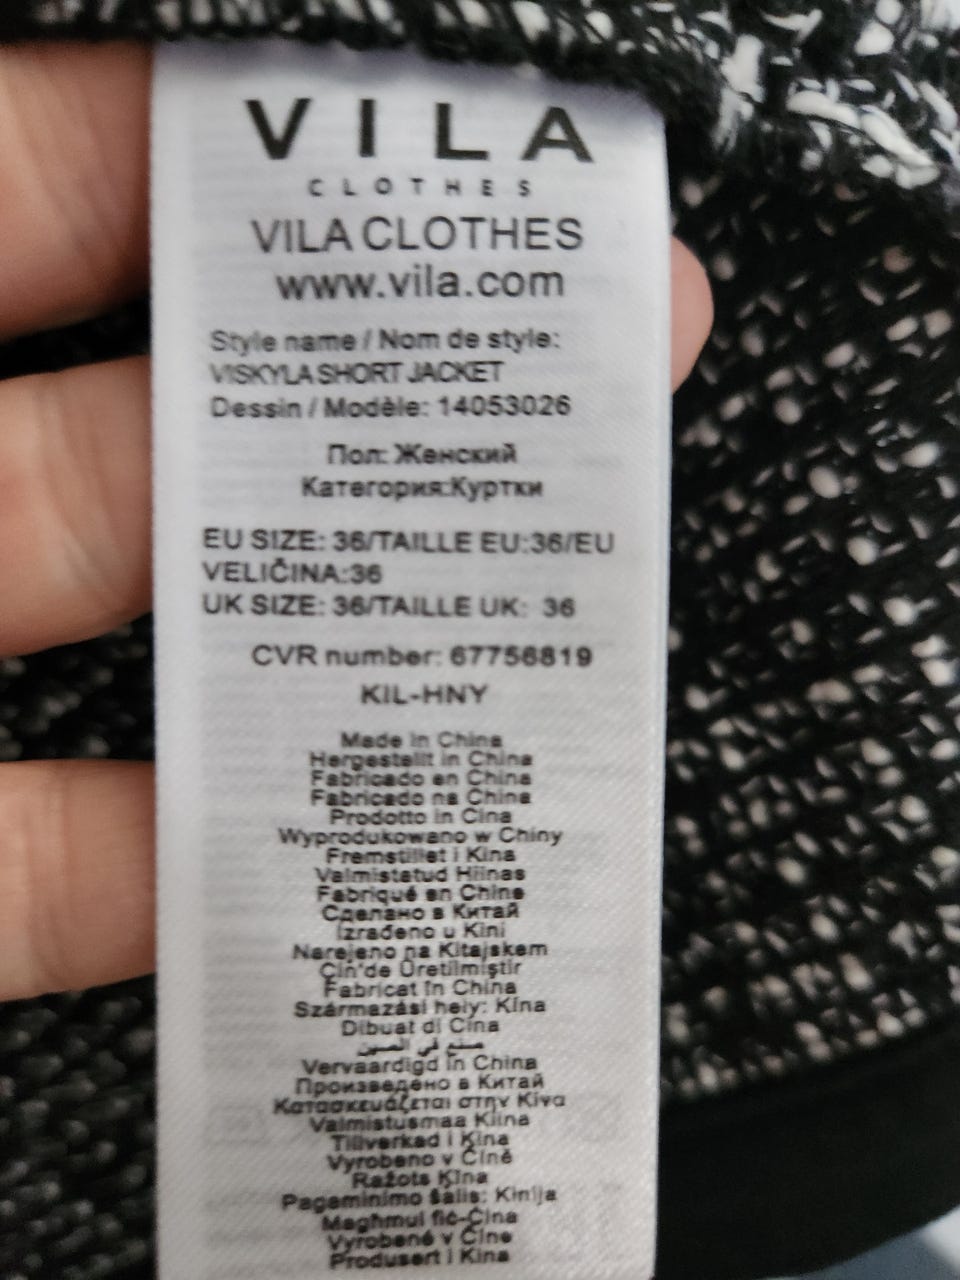 VILA
CLOTHES
VILA CLOTHES
www.vila.com
Style name / Nom de style:
VISKYLA SHORT JACKET
Dessin / Modèle: 14053026
Пол: Женский
Категория:Куртки
EU SIZE: 36/TAILLE EU:36/EU
VELIČINA:36
UK SIZE: 36/TAILLE UK: 36
CVR number: 67756819
KIL-HNY
Made in China
Hergestellt in China
Fabricado en China
Fabricado na China
Prodotto in Cina
Wyprodukowano w Chiny
Fremstillet i Kina
Valmistatud Hiinas
Fabriqué en Chine
Сделано в Китай
Izrađeno u Kini
Narejeno na Kitajskem
Çin'de Üretilmiştir
Fabricat în China
Származási hely: Kína
Dibuat di Cina
صنع في الصين
Vervaardigd in China
Произведено в Китай
Κατασκευάζεται στην Κίνα
Valmistusmaa Kiina
Tillverkad i Kina
Vyrobeno v Číně
Ražots Ķīna
Pagaminimo šalis: Kinija
Magħmul fiċ-Ċina
Vyrobené v Číne
Produsert i Kina